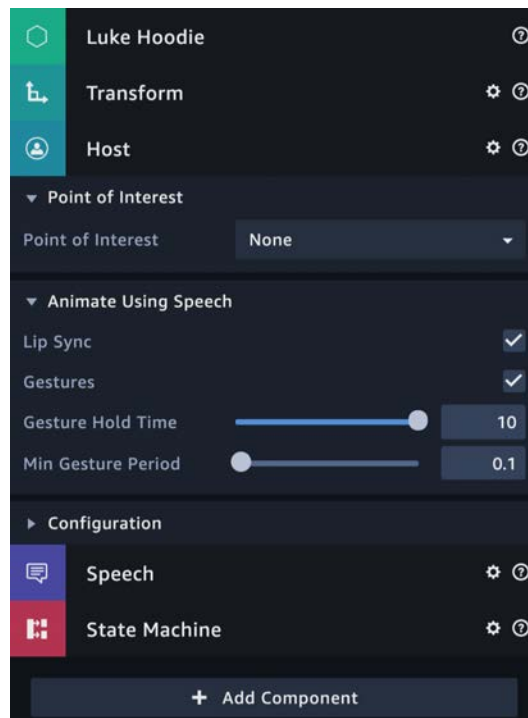 Luke Hoodie
Transform
Host
Point of Interest
Point of Interest None
Animate Using Speech
Lip Sync
Gestures
Gesture Hold Time 10
Min Gesture Period 0.1
Configuration
Speech
State Machine
+ Add Component